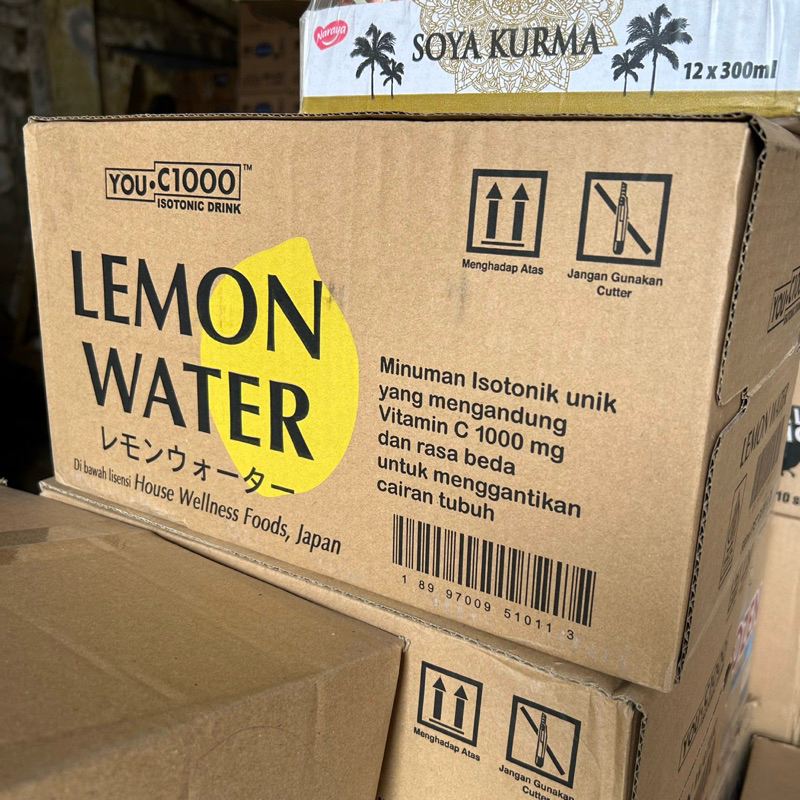 Naraya
SOYA KURMA
12 x 300ml
YOU·C1000™
ISOTONIC DRINK
LEMON
WATER
レモンウォーター
Di bawah lisensi House Wellness Foods, Japan
Menghadap Atas
Jangan Gunakan
Cutter
Minuman Isotonik unik
yang mengandung
Vitamin C 1000 mg
dan rasa beda
untuk menggantikan
cairan tubuh
1 89 97009 51011 3
YOU·C1000
LEMON WATER
Menghadap Atas
Jangan Gunakan
Cutter
YOU·C1000